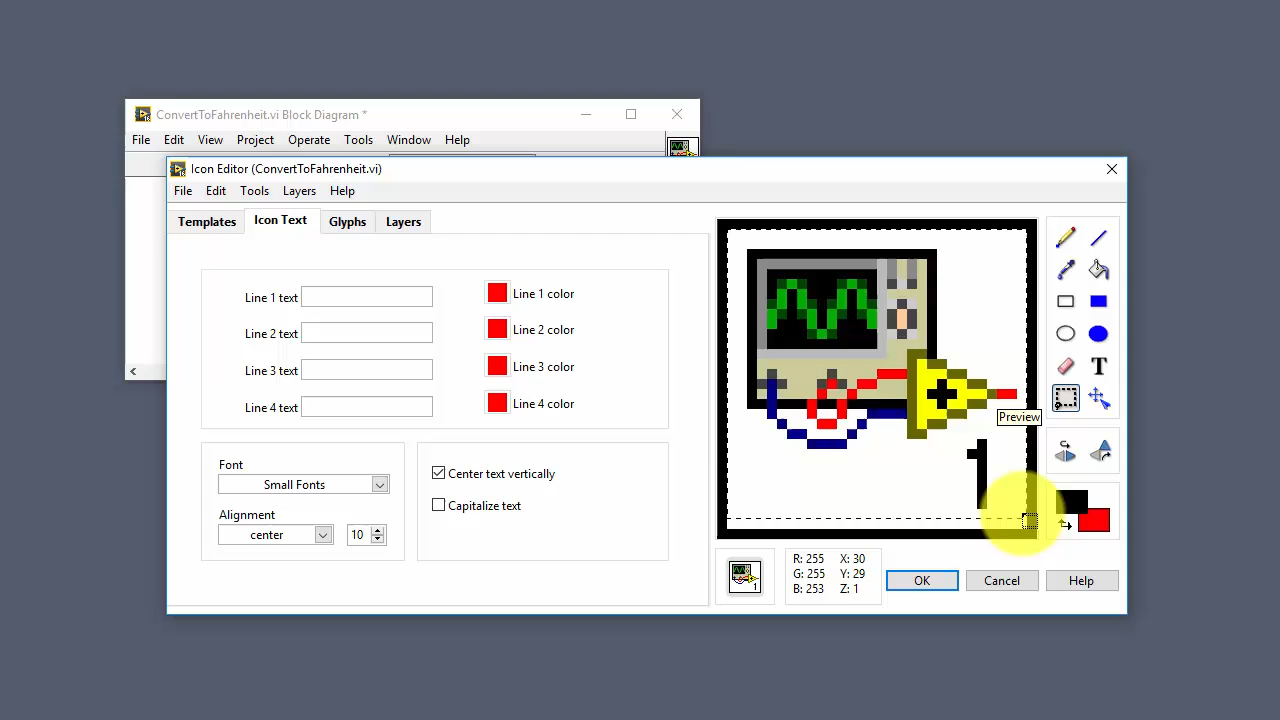 ConvertToFahrenheit.vi Block Diagram *
File Edit View Project Operate Tools Window Help
Icon Editor (ConvertToFahrenheit.vi)
File Edit Tools Layers Help
Templates Icon Text Glyphs Layers
Line 1 text Line 1 color
Line 2 text Line 2 color
Line 3 text Line 3 color
Line 4 text Line 4 color
Font
Small Fonts
Alignment
center 10
Center text vertically
Capitalize text
Preview
1
T
1
R: 255 X: 30
G: 255 Y: 29
B: 253 Z: 1
OK Cancel Help